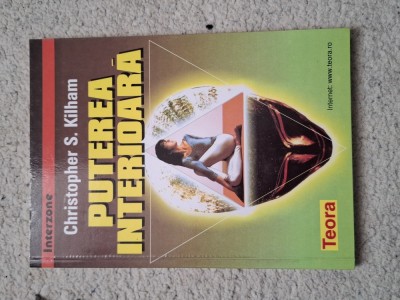 Interzone
Christopher S. Kilham
PUTEREA
INTERIOARĂ
Teora
Internet: www.teora.ro